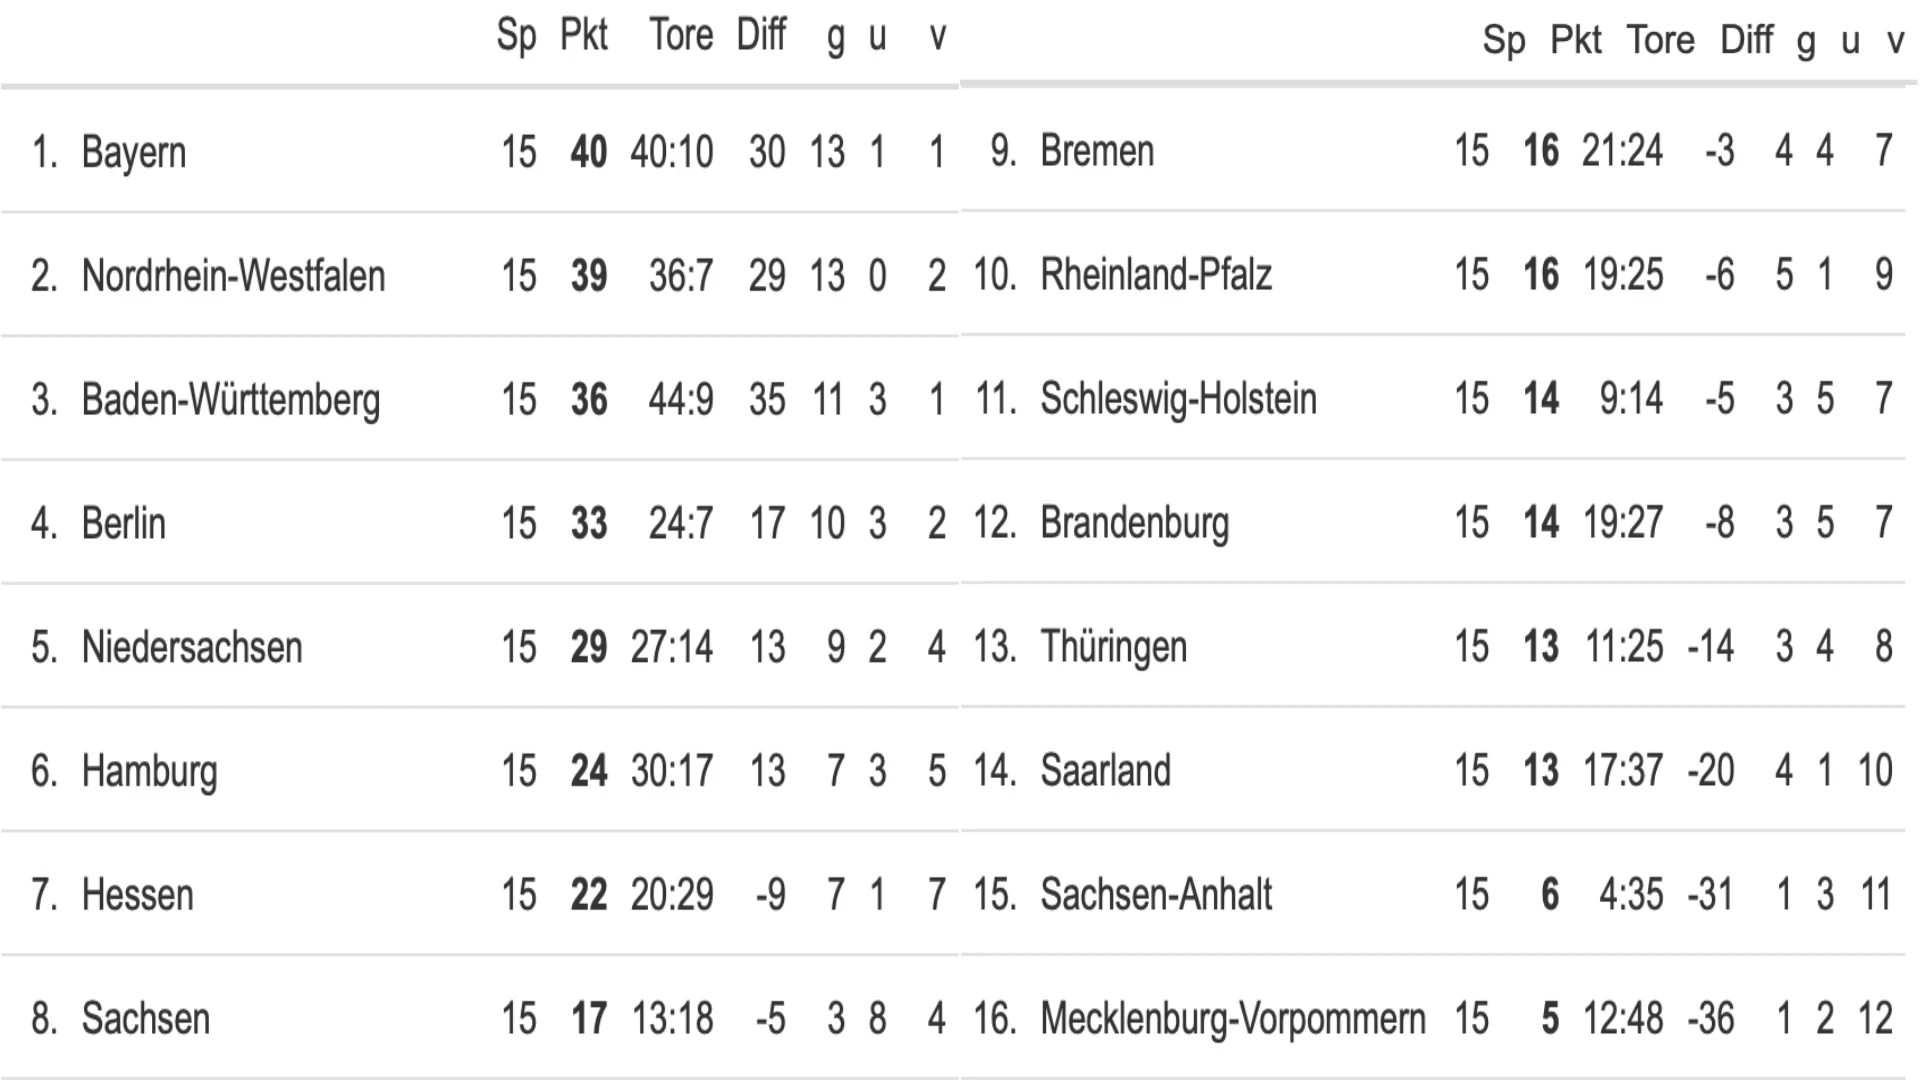 Sp Pkt Tore Diff g u v
1. Bayern 15 40 40:10 30 13 1 1
2. Nordrhein-Westfalen 15 39 36:7 29 13 0 2
3. Baden-Württemberg 15 36 44:9 35 11 3 1
4. Berlin 15 33 24:7 17 10 3 2
5. Niedersachsen 15 29 27:14 13 9 2 4
6. Hamburg 15 24 30:17 13 7 3 5
7. Hessen 15 22 20:29 -9 7 1 7
8. Sachsen 15 17 13:18 -5 3 8 4
Sp Pkt Tore Diff g u v
9. Bremen 15 16 21:24 -3 4 4 7
10. Rheinland-Pfalz 15 16 19:25 -6 5 1 9
11. Schleswig-Holstein 15 14 9:14 -5 3 5 7
12. Brandenburg 15 14 19:27 -8 3 5 7
13. Thüringen 15 13 11:25 -14 3 4 8
14. Saarland 15 13 17:37 -20 4 1 10
15. Sachsen-Anhalt 15 6 4:35 -31 1 3 11
16. Mecklenburg-Vorpommern 15 5 12:48 -36 1 2 12